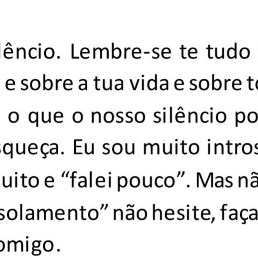 lêncio. Lembre-se te tudo
e sobre a tua vida e sobre to
o que o nosso silêncio po
squeça. Eu sou muito intros
uito e “falei pouco”. Mas nã
solamento” não hesite, faça
omigo.